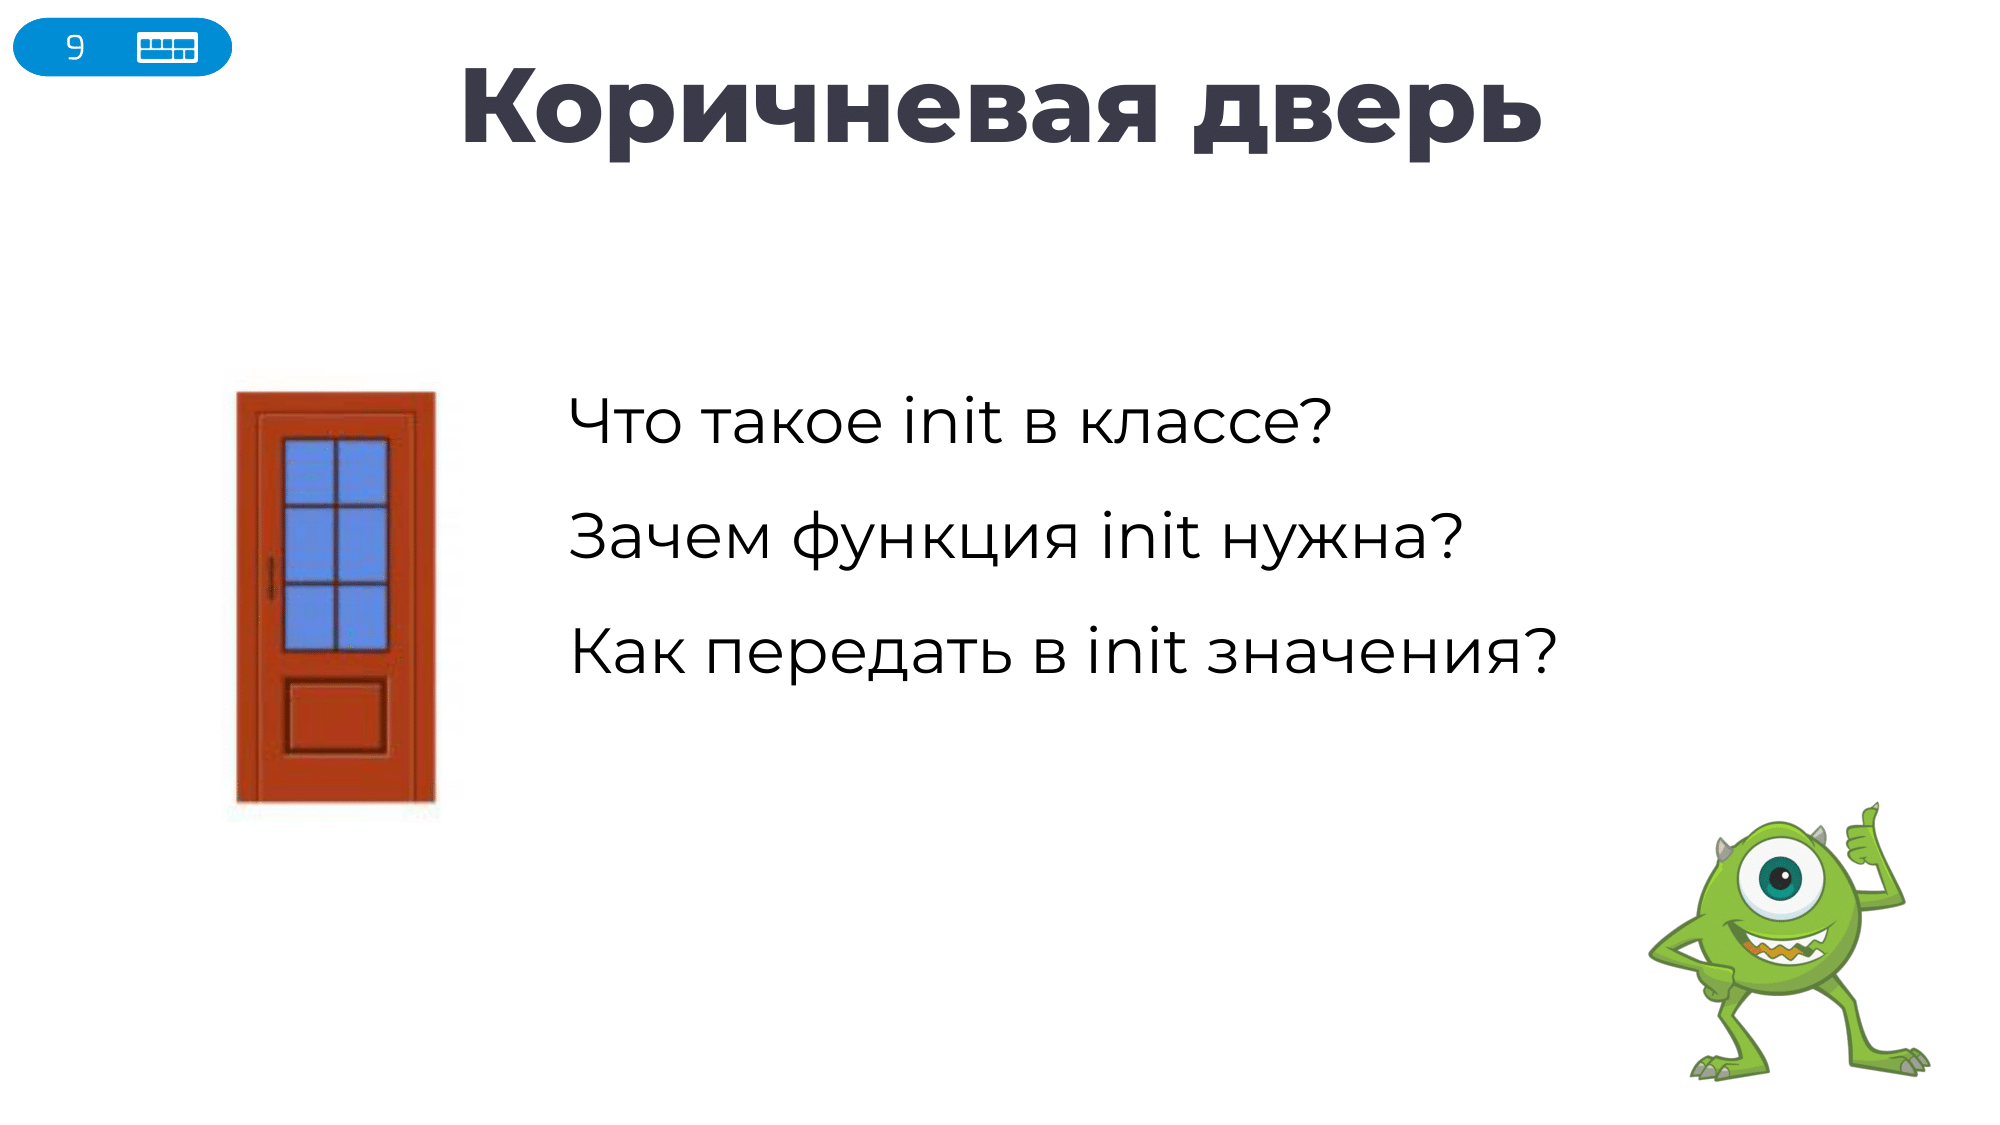 9
Коричневая дверь
Что такое init в классе?
Зачем функция init нужна?
Как передать в init значения?